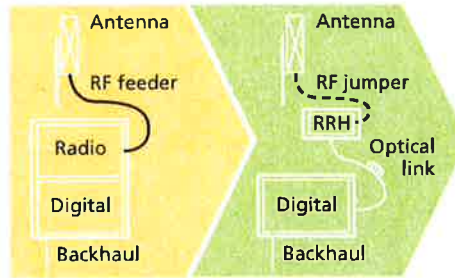 Antenna
RF feeder
Radio
Digital
Backhaul
Antenna
RF jumper
RRH
Optical
link
Digital
Backhaul